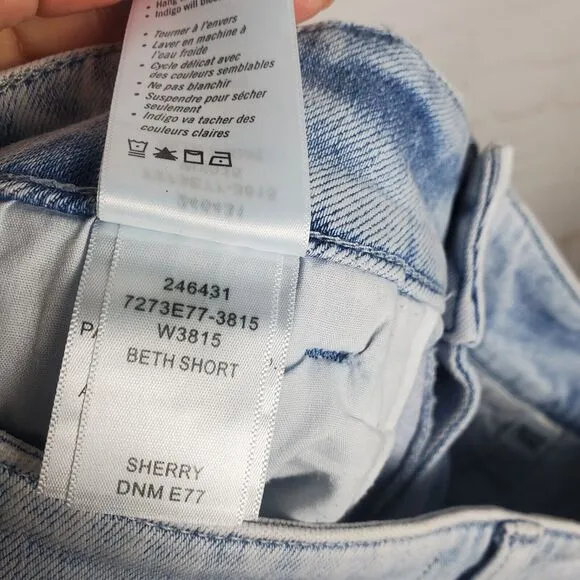 Hang
• Indigo will blee
• Tourner à l'envers
• Laver en machine à
l'eau froide
• Cycle délicat avec
des couleurs semblables
• Ne pas blanchir
• Suspendre pour sécher
seulement
• Indigo va tacher des
couleurs claires
246431
7273E77-3815
W3815
BETH SHORT
SHERRY
DNM E77